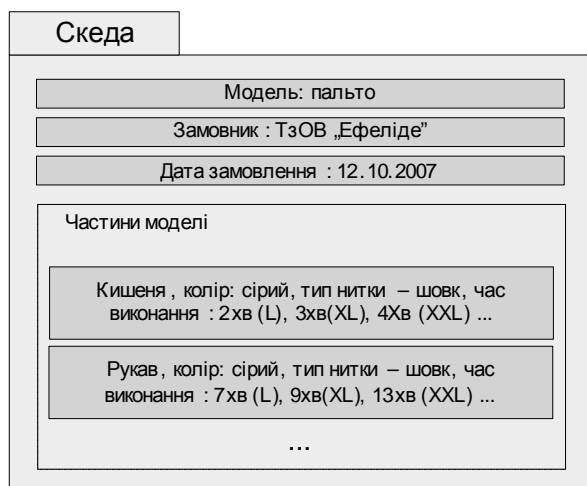 Скеда
Модель: пальто
Замовник : ТзОВ „Ефеліде”
Дата замовлення : 12.10.2007
Частини моделі
Кишеня , колір: сірий, тип нитки – шовк, час
виконання : 2хв (L), 3хв(XL), 4Хв (XXL) ...
Рукав , колір: сірий, тип нитки – шовк, час
виконання : 7хв (L), 9хв(XL), 13хв (XXL) ...
...